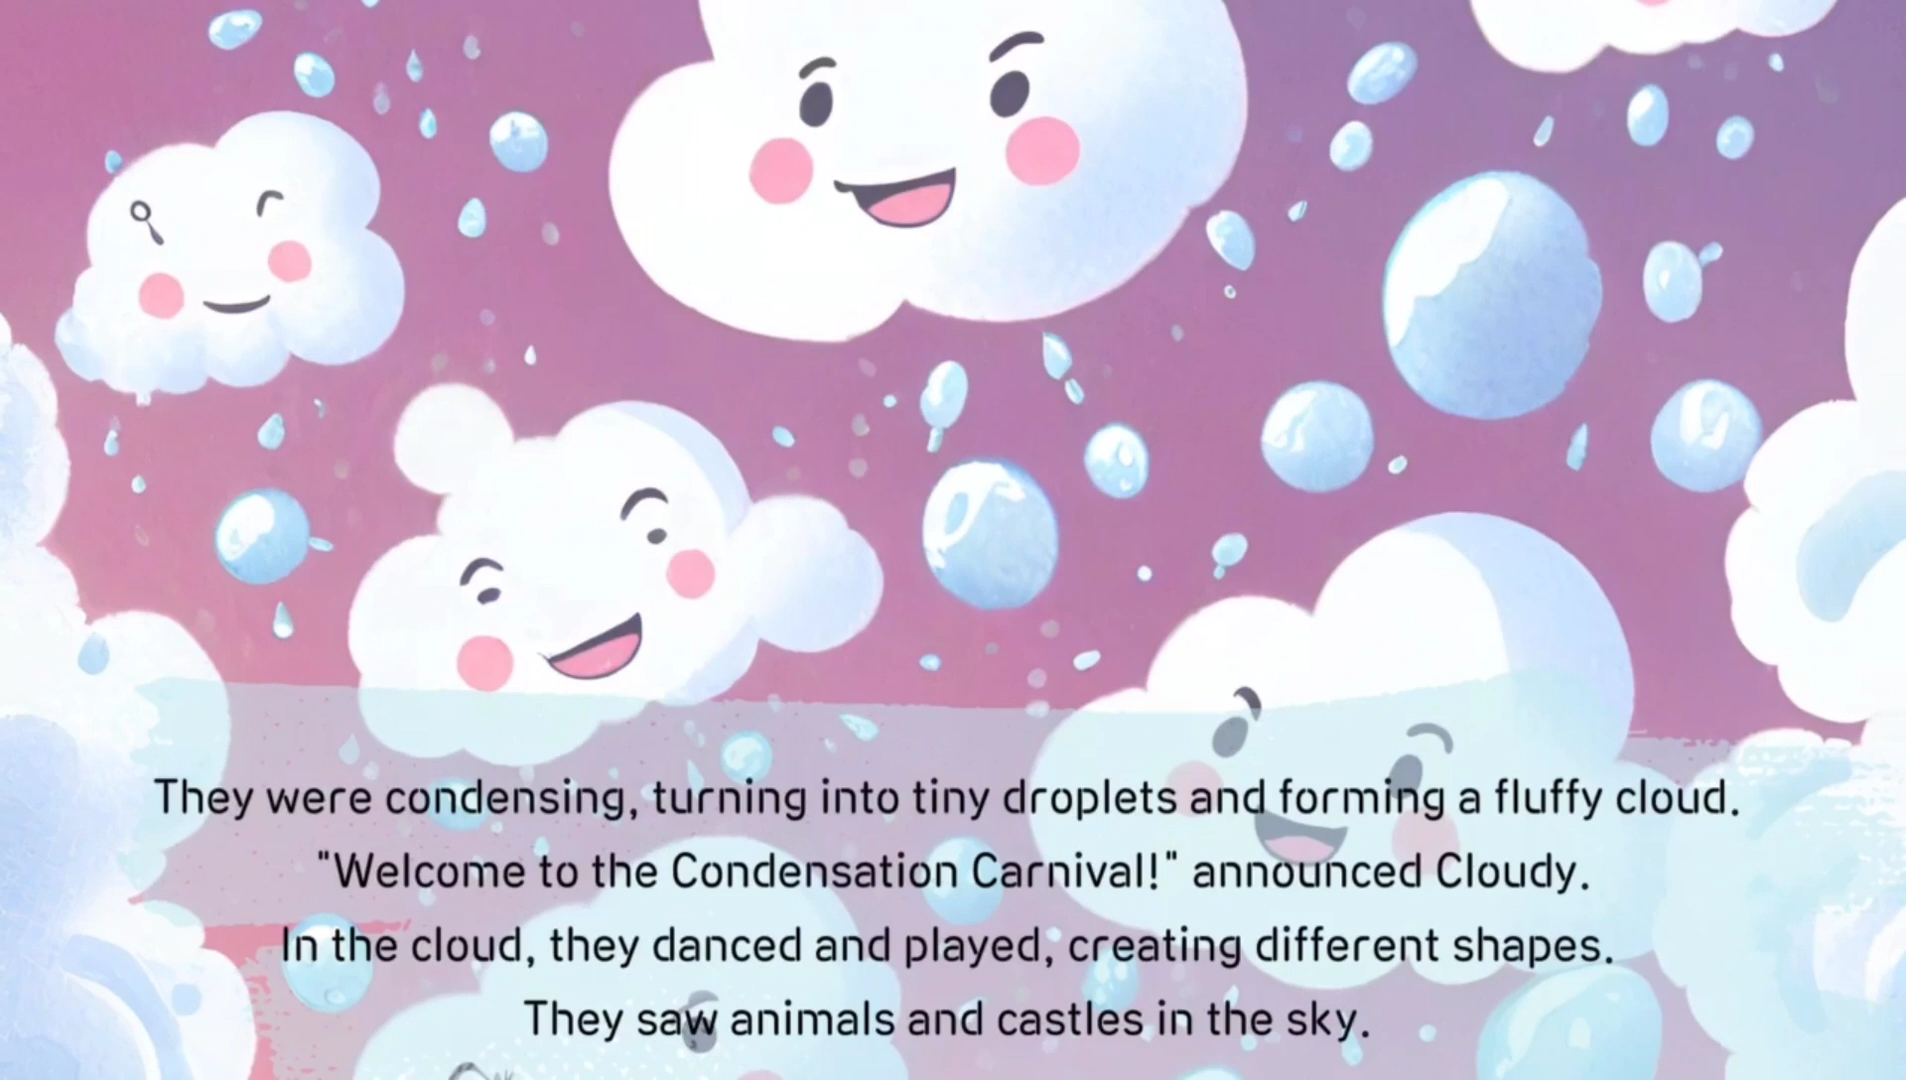 They were condensing, turning into tiny droplets and forming a fluffy cloud.
"Welcome to the Condensation Carnival!" announced Cloudy.
In the cloud, they danced and played, creating different shapes.
They saw animals and castles in the sky.